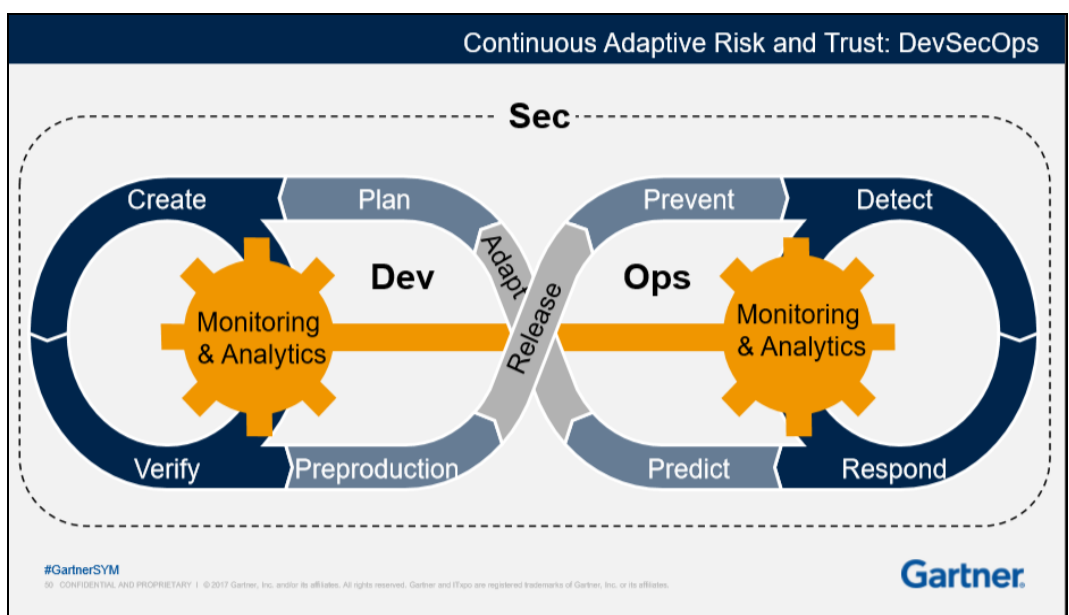 Continuous Adaptive Risk and Trust: DevSecOps
Sec
Create
Plan
Prevent
Detect
Adapt
Release
Dev
Ops
Monitoring
& Analytics
Monitoring
& Analytics
Verify
Preproduction
Predict
Respond
#GartnerSYM
50 CONFIDENTIAL AND PROPRIETARY I © 2017 Gartner, Inc. and/or its affiliates. All rights reserved. Gartner and ITxpo are registered trademarks of Gartner, Inc. or its affiliates.
Gartner.